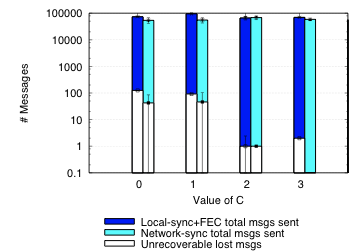 100000
10000
1000
100
10
1
0.1
# Messages
0 1 2 3
Value of C
Local-sync+FEC total msgs sent
Network-sync total msgs sent
Unrecoverable lost msgs